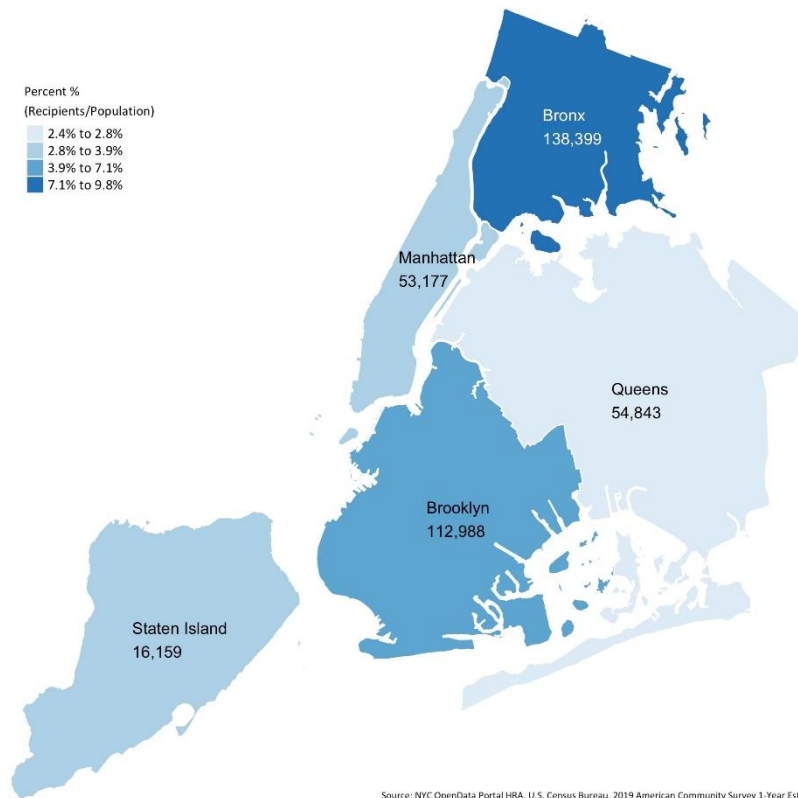 Percent %
(Recipients/Population)
2.4% to 2.8%
2.8% to 3.9%
3.9% to 7.1%
7.1% to 9.8%
Bronx
138,399
Manhattan
53,177
Queens
54,843
Brooklyn
112,988
Staten Island
16,159
Source: NYC OpenData Portal HRA, U.S. Census Bureau, 2019 American Community Survey 1-Year Est